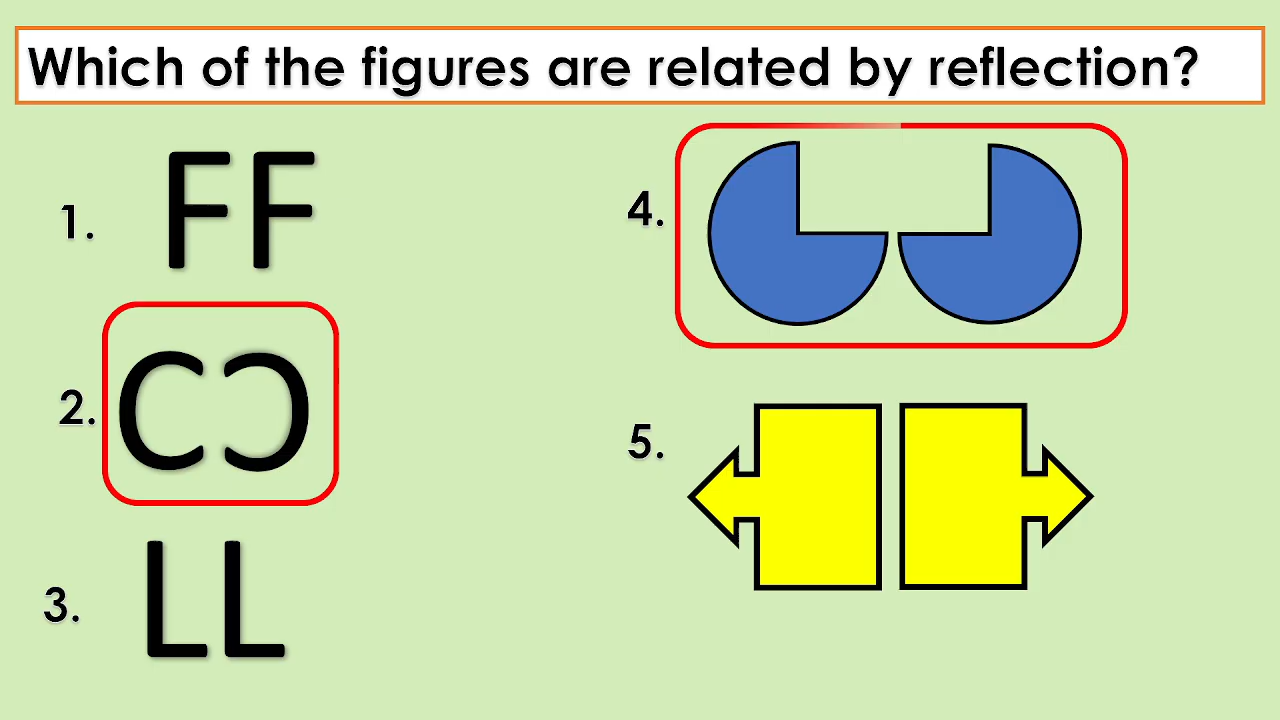 Which of the figures are related by reflection?
1. FF
2. CƆ
3. LL
4.
5.